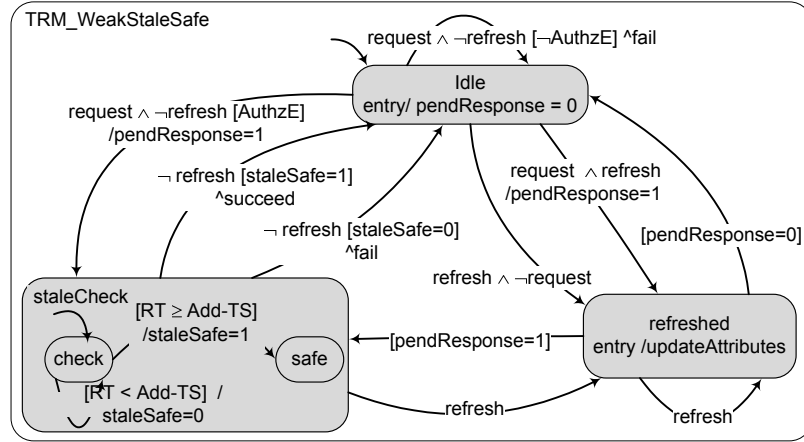 TRM_WeakStaleSafe
request ∧ ¬refresh [¬AuthzE] ^fail
Idle
entry/ pendResponse = 0
request ∧ ¬refresh [AuthzE]
/pendResponse=1
¬ refresh [staleSafe=1]
^succeed
request ∧ refresh
/pendResponse=1
¬ refresh [staleSafe=0]
^fail
[pendResponse=0]
refresh ∧ ¬request
staleCheck
[RT ≥ Add-TS]
/staleSafe=1
check
safe
[RT < Add-TS] /
staleSafe=0
[pendResponse=1]
refreshed
entry /updateAttributes
refresh
refresh